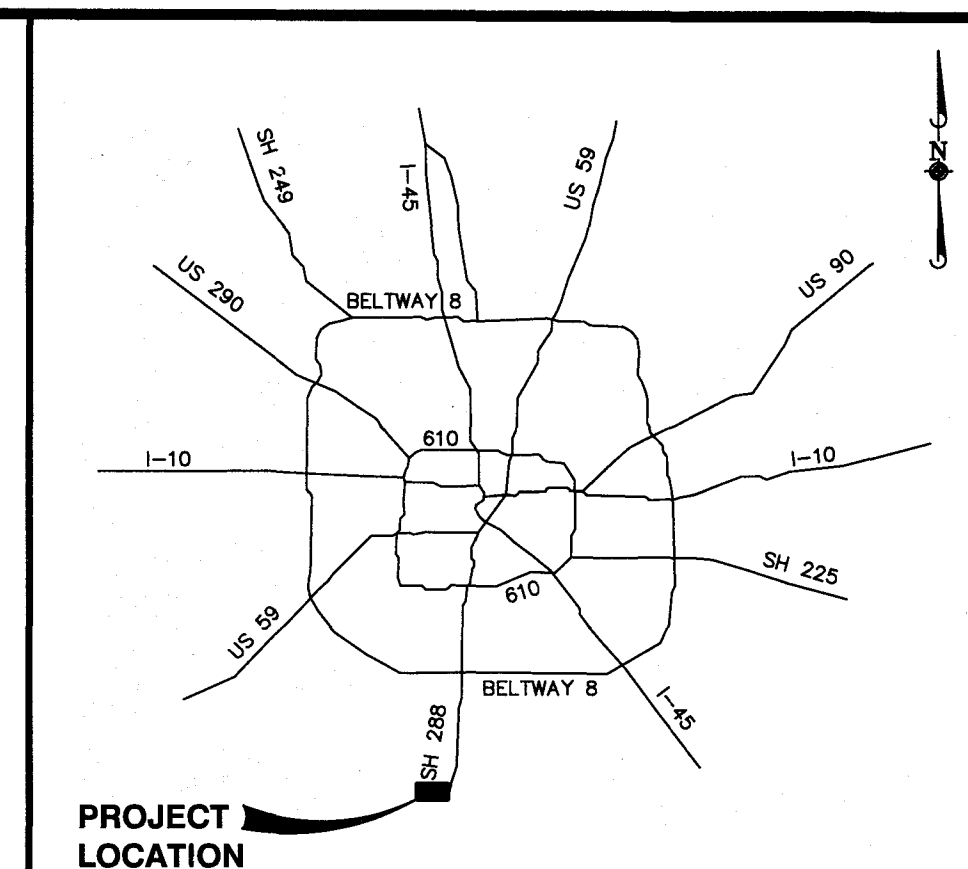 SH 249
I-45
US 59
N
US 290
BELTWAY 8
US 90
610
I-10
I-10
SH 225
610
US 59
BELTWAY 8
I-45
SH 288
PROJECT
LOCATION